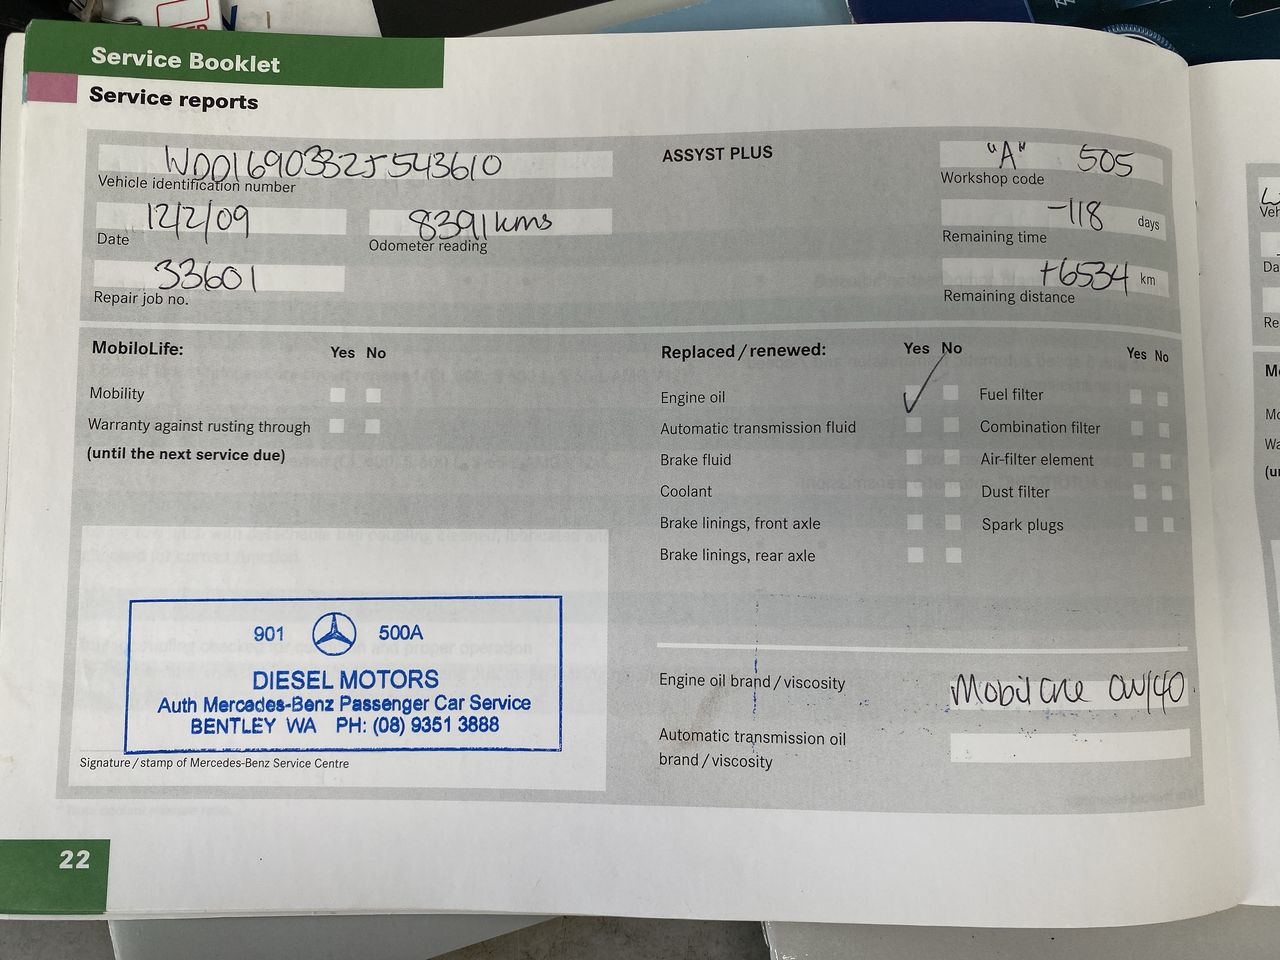 Service Booklet
Service reports
WDD1690332J543610
Vehicle identification number
12/2/09
Date
8391kms
Odometer reading
33601
Repair job no.
ASSYST PLUS
"A" 505
Workshop code
-118 days
Remaining time
+6534 km
Remaining distance
MobiloLife: Yes No
Mobility
Warranty against rusting through
(until the next service due)
Replaced/renewed: Yes No
Engine oil
Automatic transmission fluid
Brake fluid
Coolant
Brake linings, front axle
Brake linings, rear axle
Yes No
Fuel filter
Combination filter
Air-filter element
Dust filter
Spark plugs
901 500A
DIESEL MOTORS
Auth Mercedes-Benz Passenger Car Service
BENTLEY WA PH: (08) 9351 3888
Signature/stamp of Mercedes-Benz Service Centre
Engine oil brand/viscosity
Mobil One 0w/40
Automatic transmission oil
brand/viscosity
22